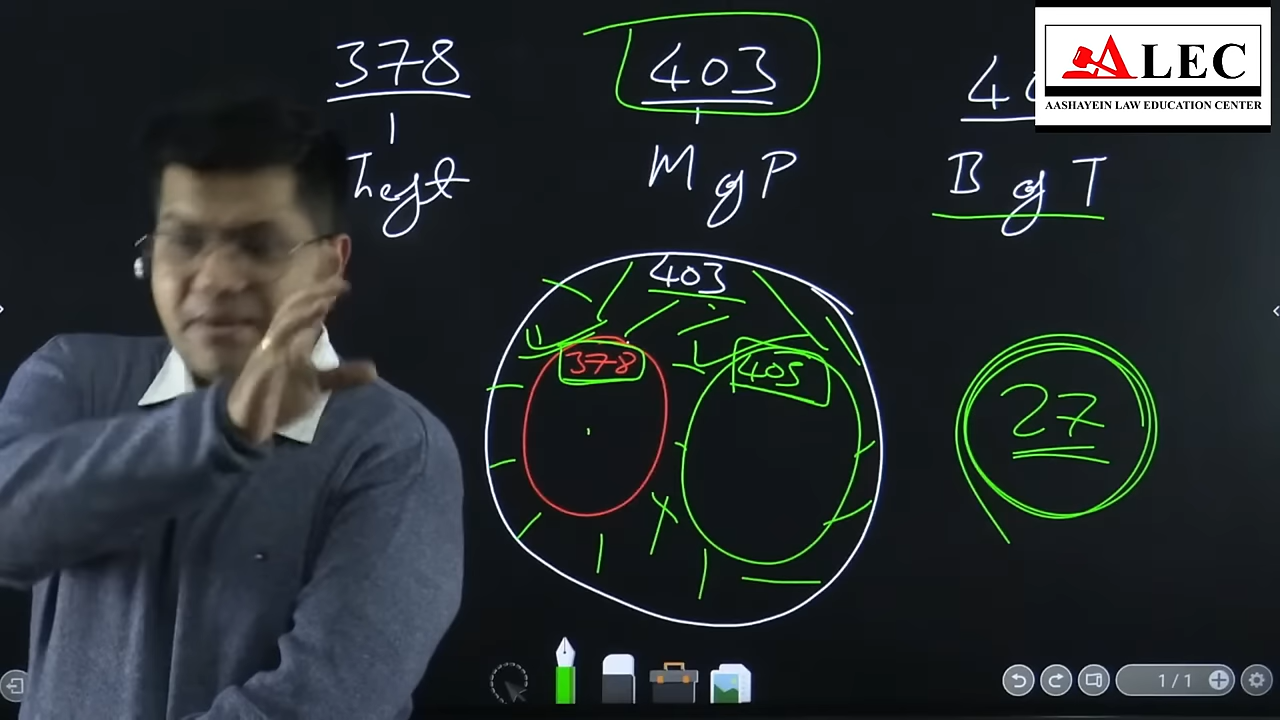 378 403
ALEC
AASHAYEIN LAW EDUCATION CENTER
Theft M of P B of T
403
378 405
27
1 / 1